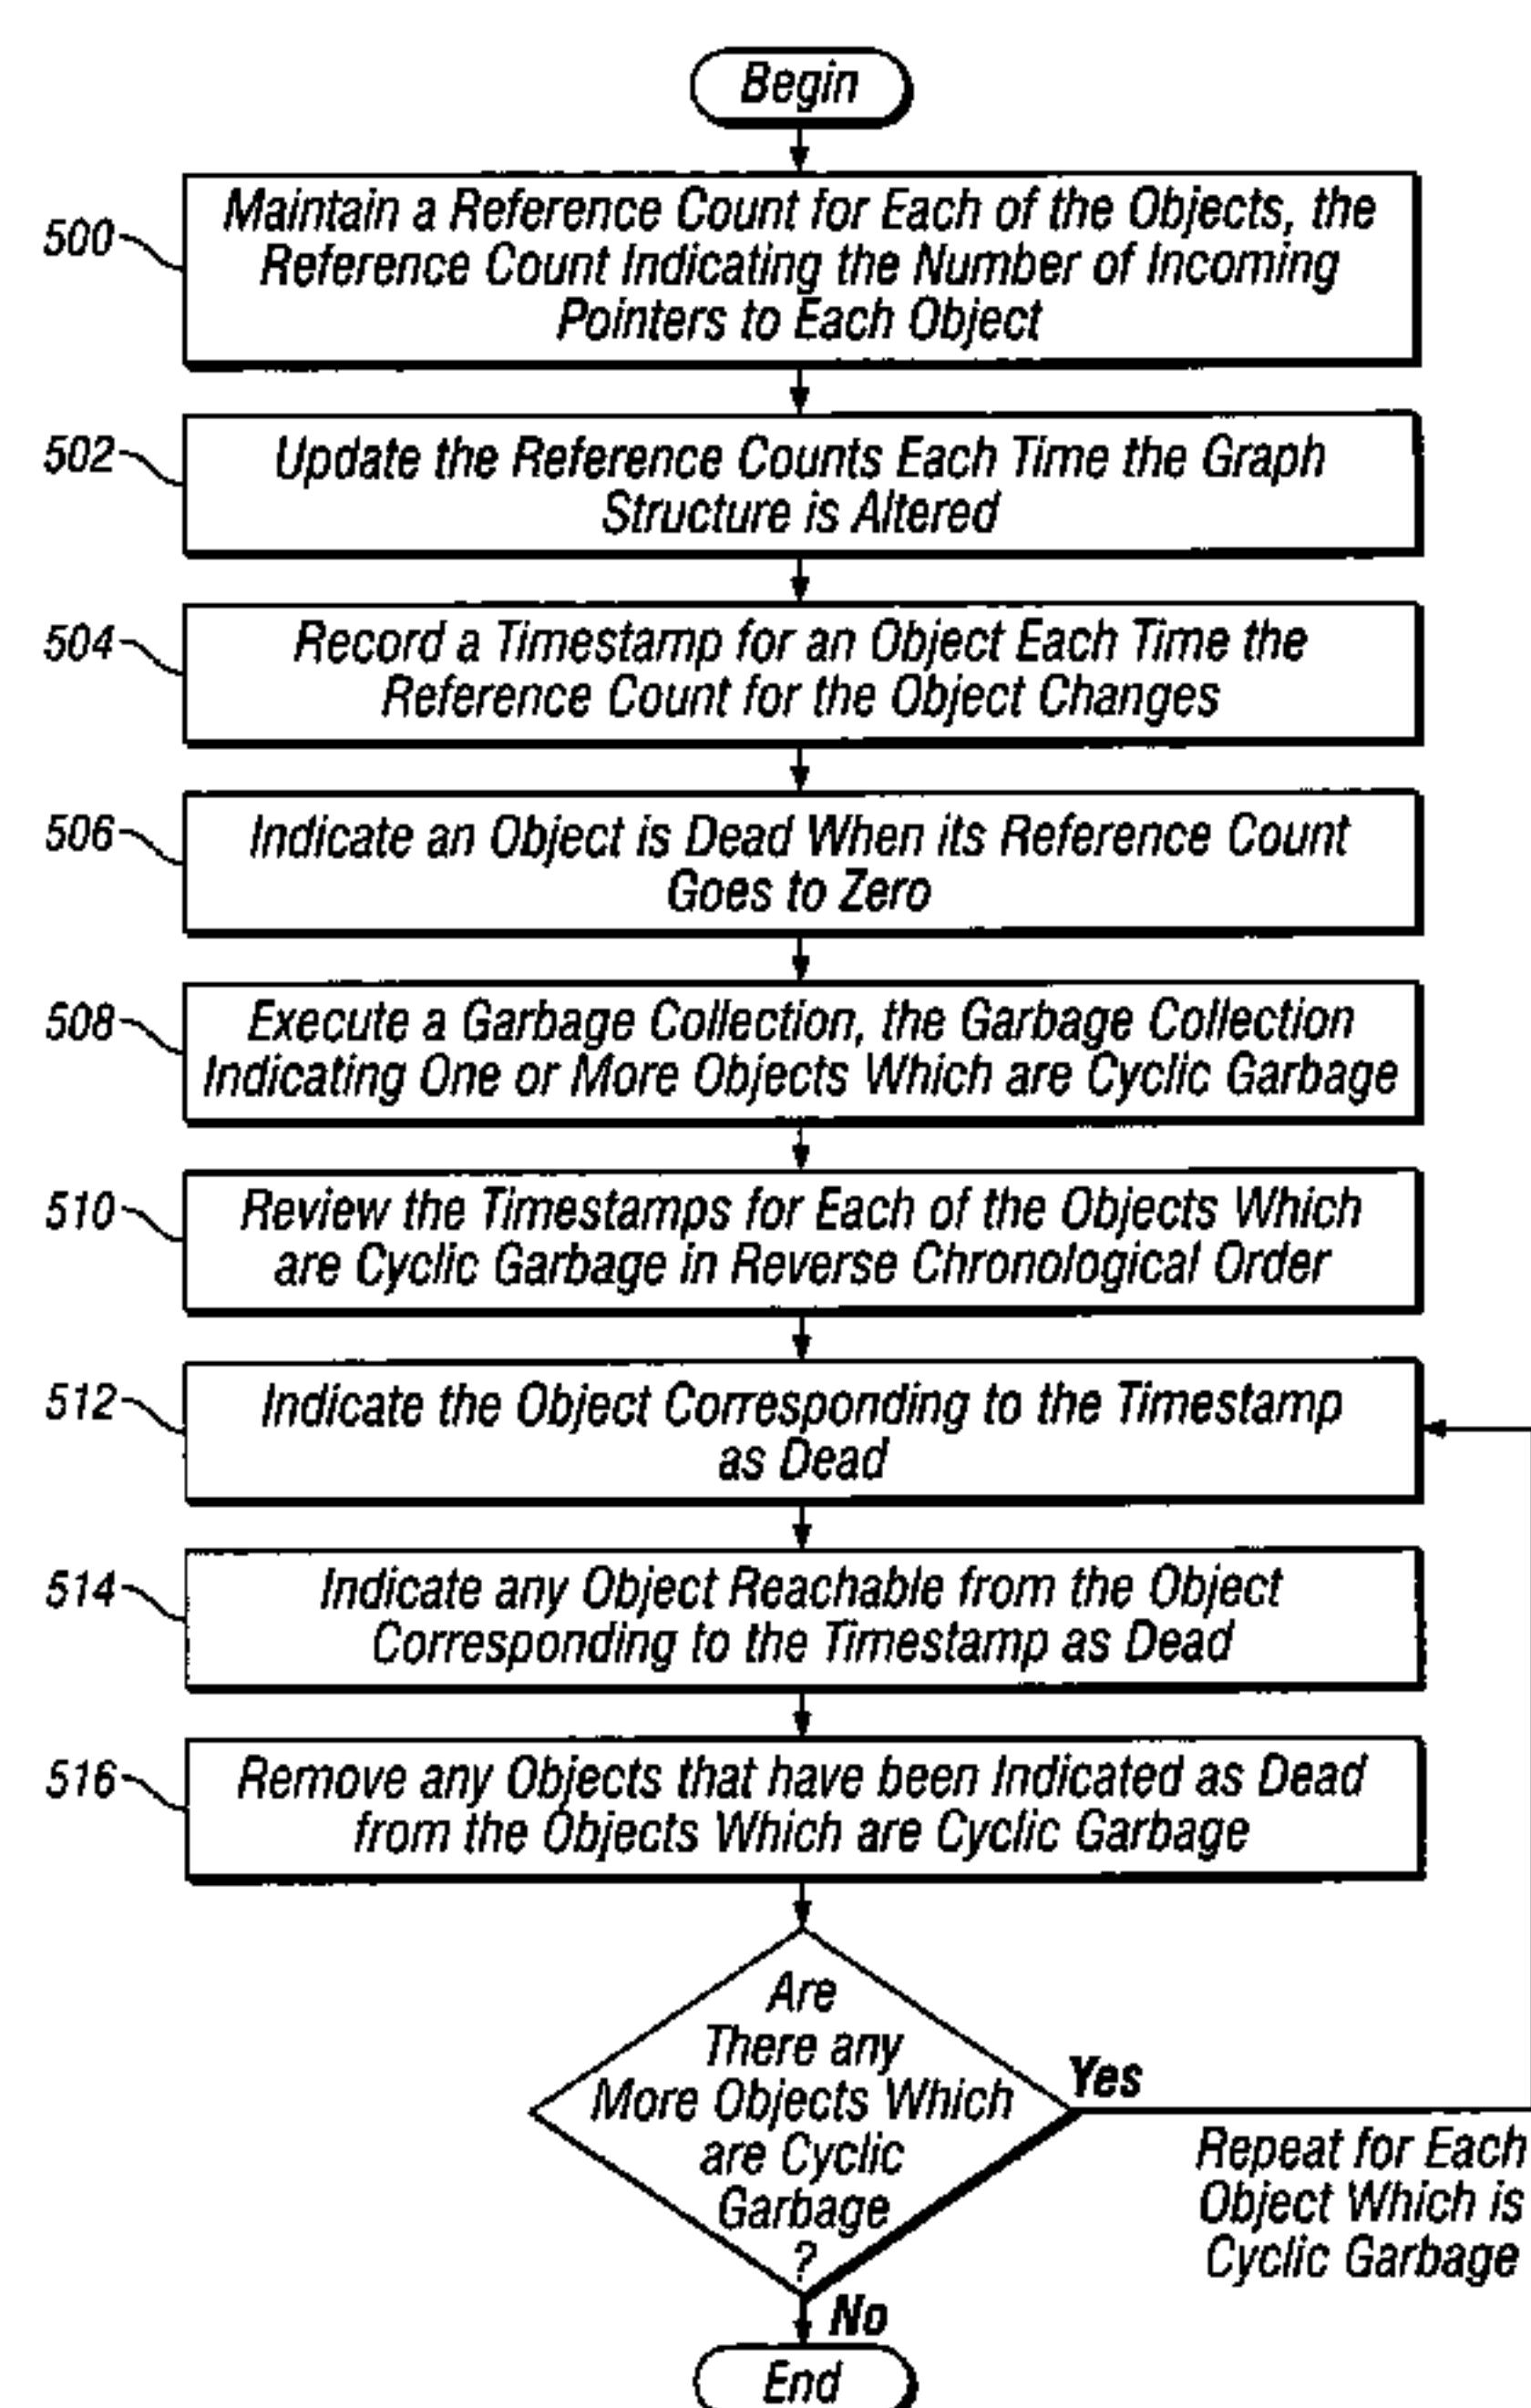 Begin
500
Maintain a Reference Count for Each of the Objects, the
Reference Count Indicating the Number of Incoming
Pointers to Each Object
502
Update the Reference Counts Each Time the Graph
Structure is Altered
504
Record a Timestamp for an Object Each Time the
Reference Count for the Object Changes
506
Indicate an Object is Dead When its Reference Count
Goes to Zero
508
Execute a Garbage Collection, the Garbage Collection
Indicating One or More Objects Which are Cyclic Garbage
510
Review the Timestamps for Each of the Objects Which
are Cyclic Garbage in Reverse Chronological Order
512
Indicate the Object Corresponding to the Timestamp
as Dead
514
Indicate any Object Reachable from the Object
Corresponding to the Timestamp as Dead
516
Remove any Objects that have been Indicated as Dead
from the Objects Which are Cyclic Garbage
Are
There any
More Objects Which
are Cyclic
Garbage
?
Yes
Repeat for Each
Object Which is
Cyclic Garbage
No
End